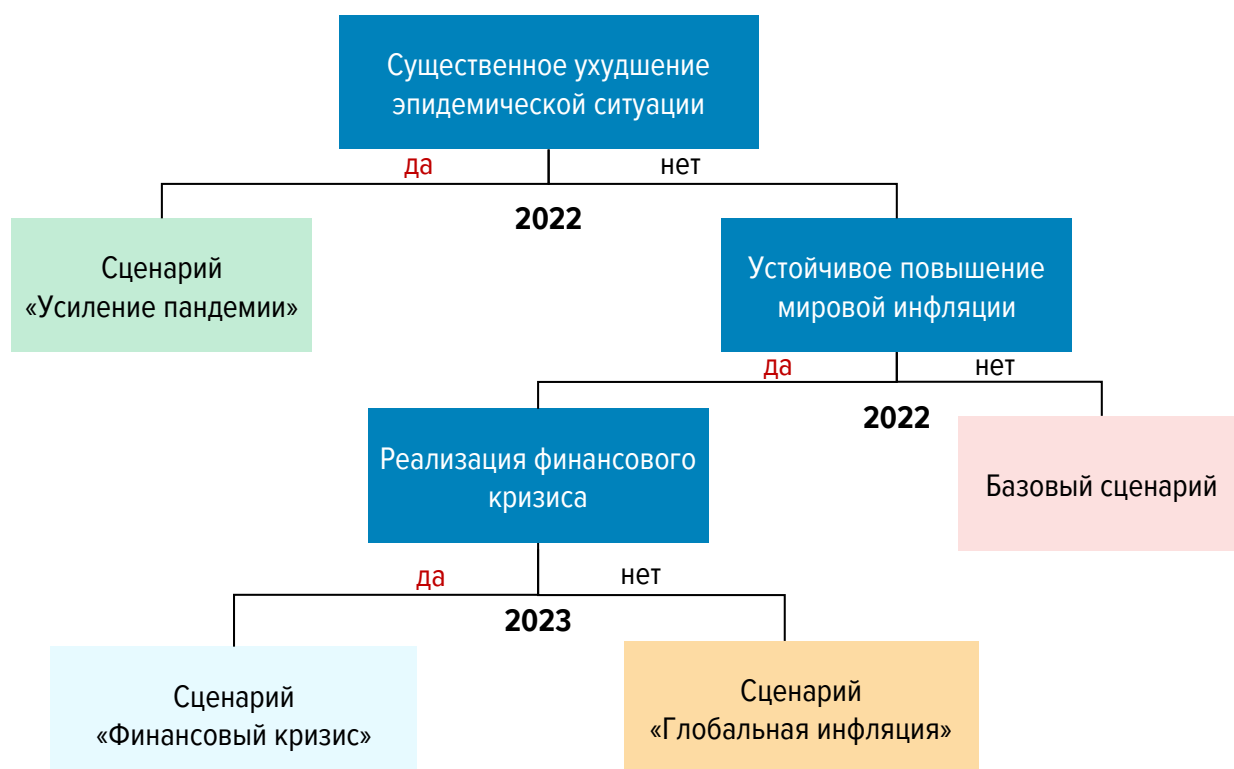 Существенное ухудшение
эпидемической ситуации
да
нет
2022
Сценарий
«Усиление пандемии»
Устойчивое повышение
мировой инфляции
да
нет
2022
Реализация финансового
кризиса
Базовый сценарий
да
нет
2023
Сценарий
«Финансовый кризис»
Сценарий
«Глобальная инфляция»